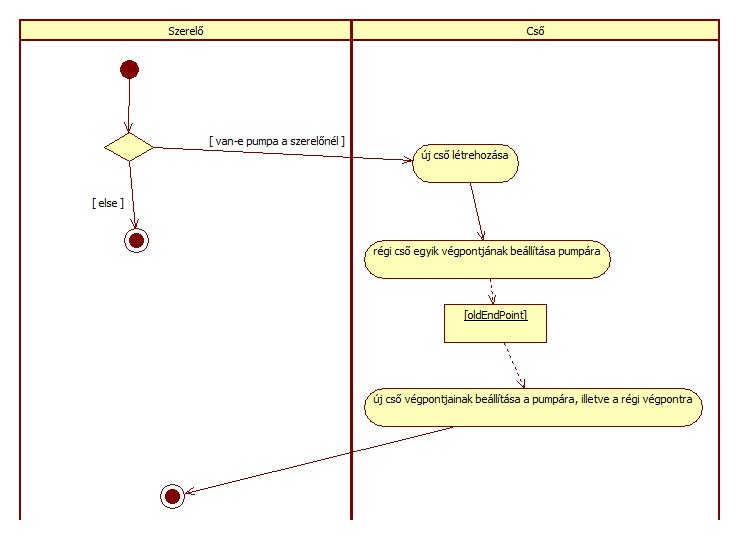 Szerelő
Cső
[ van-e pumpa a szerelőnél ]
új cső létrehozása
[ else ]
régi cső egyik végpontjának beállítása pumpára
[oldEndPoint]
új cső végpontjainak beállítása a pumpára, illetve a régi végpontra